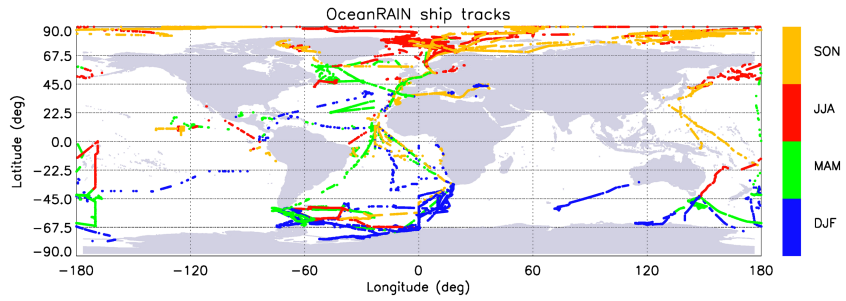 OceanRAIN ship tracks
Latitude (deg)
90.0
67.5
45.0
22.5
0.0
−22.5
−45.0
−67.5
−90.0
−180 −120 −60 0 60 120 180
Longitude (deg)
SON
JJA
MAM
DJF